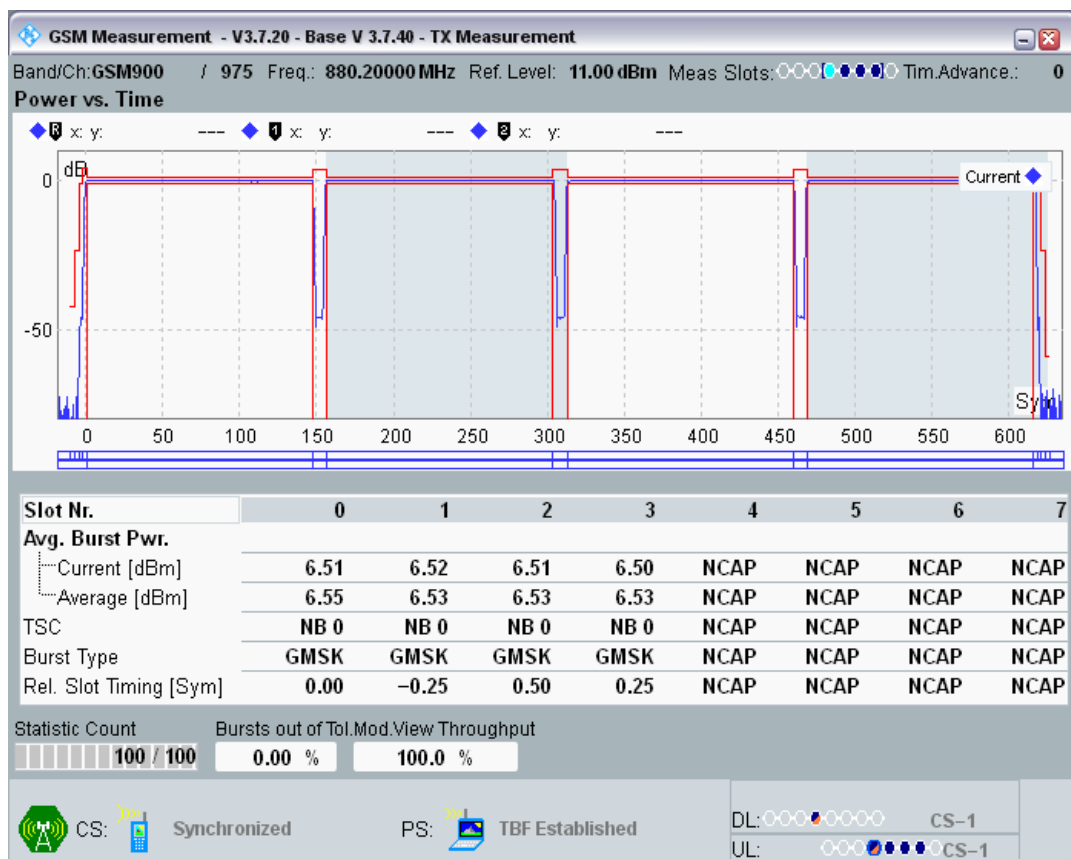 GSM Measurement - V3.7.20 - Base V 3.7.40 - TX Measurement
Band/Ch:GSM900 / 975 Freq.: 880.20000 MHz Ref. Level: 11.00 dBm Meas Slots: Tim.Advance.: 0
Power vs. Time
R x: y: --- 1 x: y: --- 2 x: y: ---
dB
Current
0
-50
Sym
0 50 100 150 200 250 300 350 400 450 500 550 600
Slot Nr. 0 1 2 3 4 5 6 7
Avg. Burst Pwr.
Current [dBm] 6.51 6.52 6.51 6.50 NCAP NCAP NCAP NCAP
Average [dBm] 6.55 6.53 6.53 6.53 NCAP NCAP NCAP NCAP
TSC NB 0 NB 0 NB 0 NB 0 NCAP NCAP NCAP NCAP
Burst Type GMSK GMSK GMSK GMSK NCAP NCAP NCAP NCAP
Rel. Slot Timing [Sym] 0.00 −0.25 0.50 0.25 NCAP NCAP NCAP NCAP
Statistic Count Bursts out of Tol. Mod.View Throughput
100 / 100 0.00 % 100.0 %
CS: Synchronized PS: TBF Established
DL: CS−1
UL: CS−1